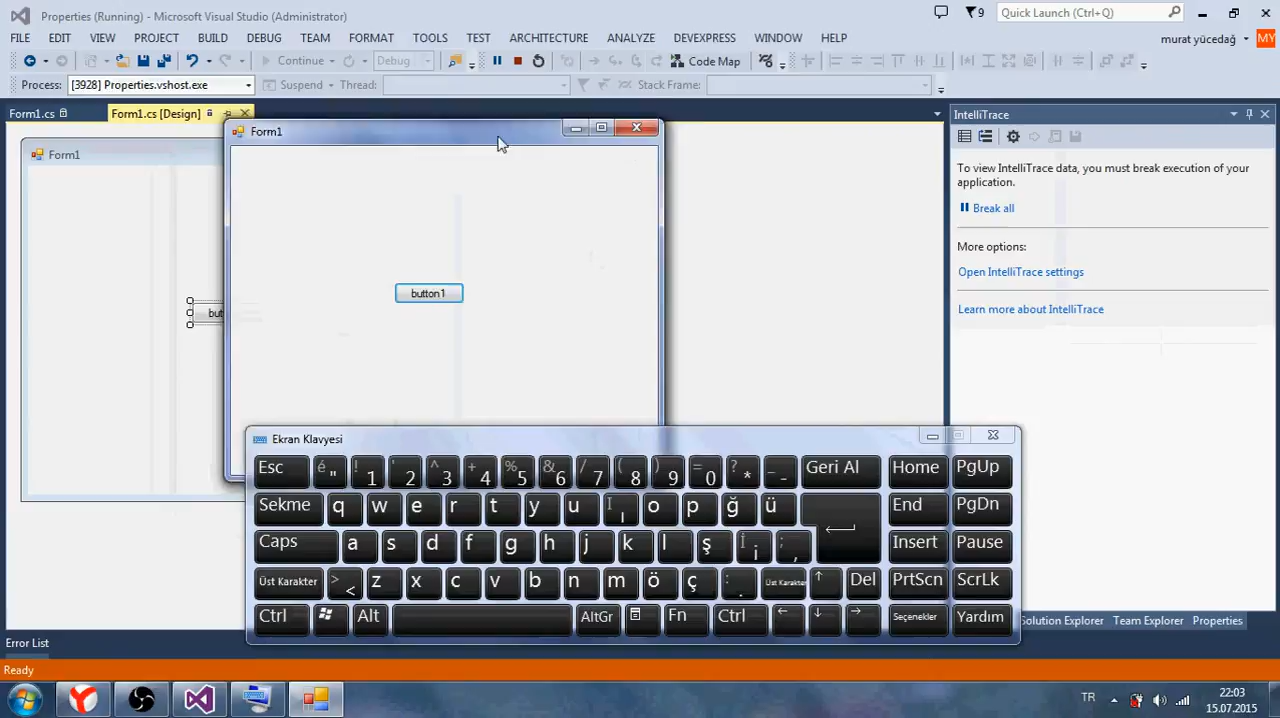 Properties (Running) - Microsoft Visual Studio (Administrator)
9
Quick Launch (Ctrl+Q)
FILE EDIT VIEW PROJECT BUILD DEBUG TEAM FORMAT TOOLS TEST ARCHITECTURE ANALYZE DEVEXPRESS WINDOW HELP
murat yücedağ MY
Continue Debug Code Map
Process: [3928] Properties.vshost.exe Suspend Thread: Stack Frame:
Form1.cs Form1.cs [Design]
IntelliTrace
Form1
Form1
To view IntelliTrace data, you must break execution of your
application.
Break all
More options:
Open IntelliTrace settings
Learn more about IntelliTrace
button1
but
Ekran Klavyesi
Esc é " ! 1 ' 2 ^ 3 + 4 % 5 & 6 / 7 ( 8 ) 9 = 0 ? * _ - Geri Al Home PgUp
Sekme q w e r t y u I ı o p ğ ü End PgDn
Caps a s d f g h j k l ş İ i ; , Insert Pause
Üst Karakter > < z x c v b n m ö ç : . Üst Karakter Del PrtScn ScrLk
Ctrl Alt AltGr Fn Ctrl Seçenekler Yardım
Solution Explorer Team Explorer Properties
Error List
Ready
TR
22:03
15.07.2015